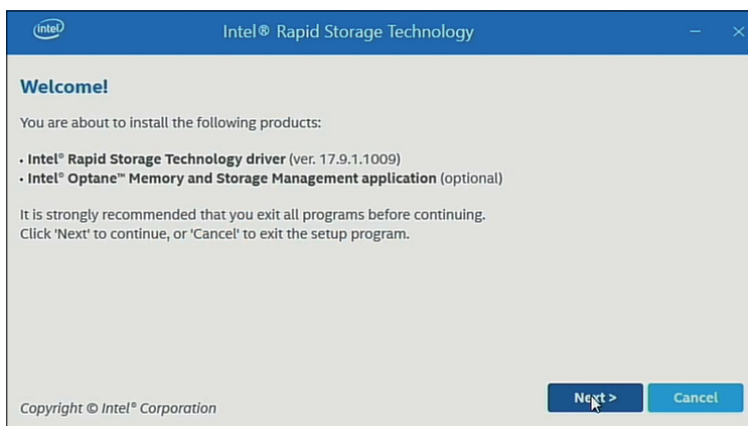 intel
Intel® Rapid Storage Technology
Welcome!
You are about to install the following products:
• Intel® Rapid Storage Technology driver (ver. 17.9.1.1009)
• Intel® Optane™ Memory and Storage Management application (optional)
It is strongly recommended that you exit all programs before continuing.
Click 'Next' to continue, or 'Cancel' to exit the setup program.
Next >
Cancel
Copyright © Intel® Corporation